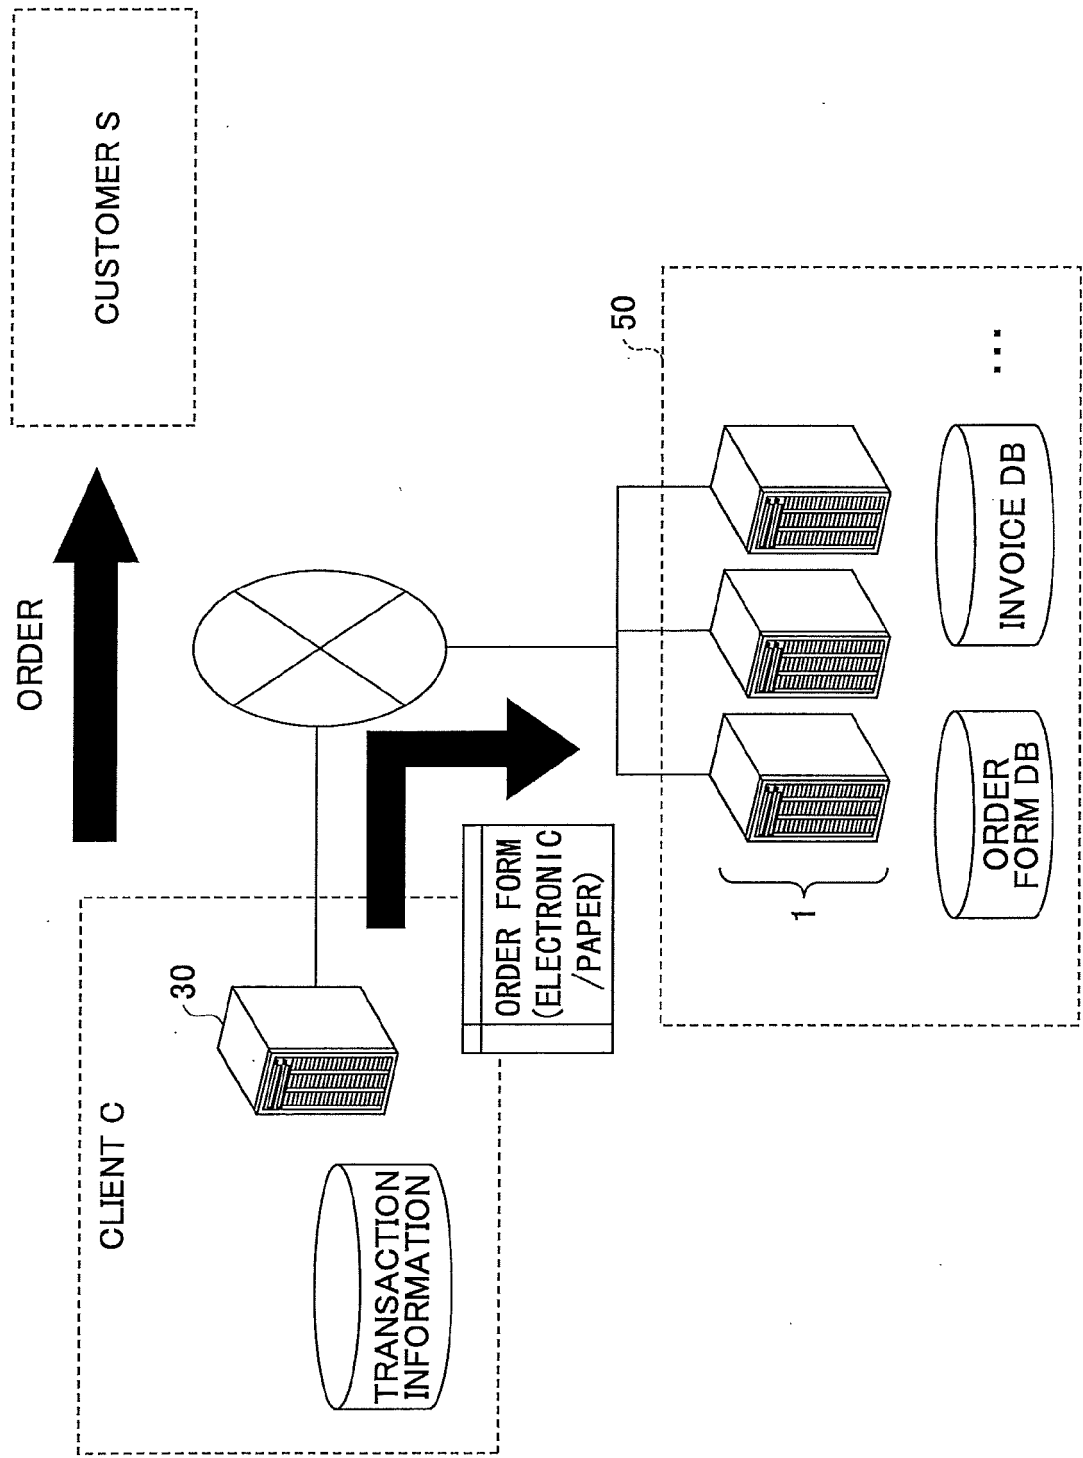 CLIENT C
ORDER
CUSTOMER S
30
TRANSACTION
INFORMATION
ORDER FORM
(ELECTRONIC
/PAPER)
50
1
ORDER
FORM DB
INVOICE DB
...